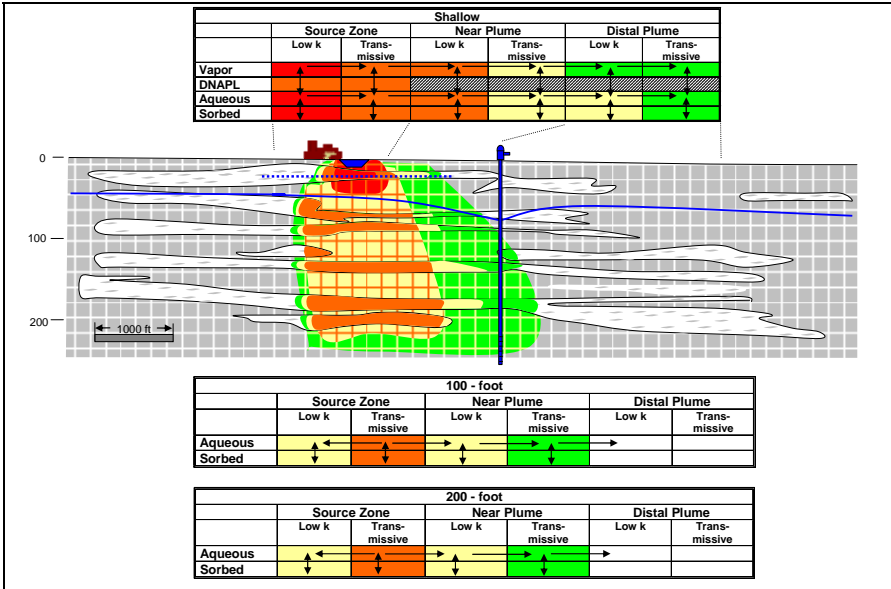 Shallow
Source Zone Near Plume Distal Plume
Low k Trans-missive Low k Trans-missive Low k Trans-missive
Vapor
DNAPL
Aqueous
Sorbed
0
100
200
1000 ft
100 - foot
Source Zone Near Plume Distal Plume
Low k Trans-missive Low k Trans-missive Low k Trans-missive
Aqueous
Sorbed
200 - foot
Source Zone Near Plume Distal Plume
Low k Trans-missive Low k Trans-missive Low k Trans-missive
Aqueous
Sorbed